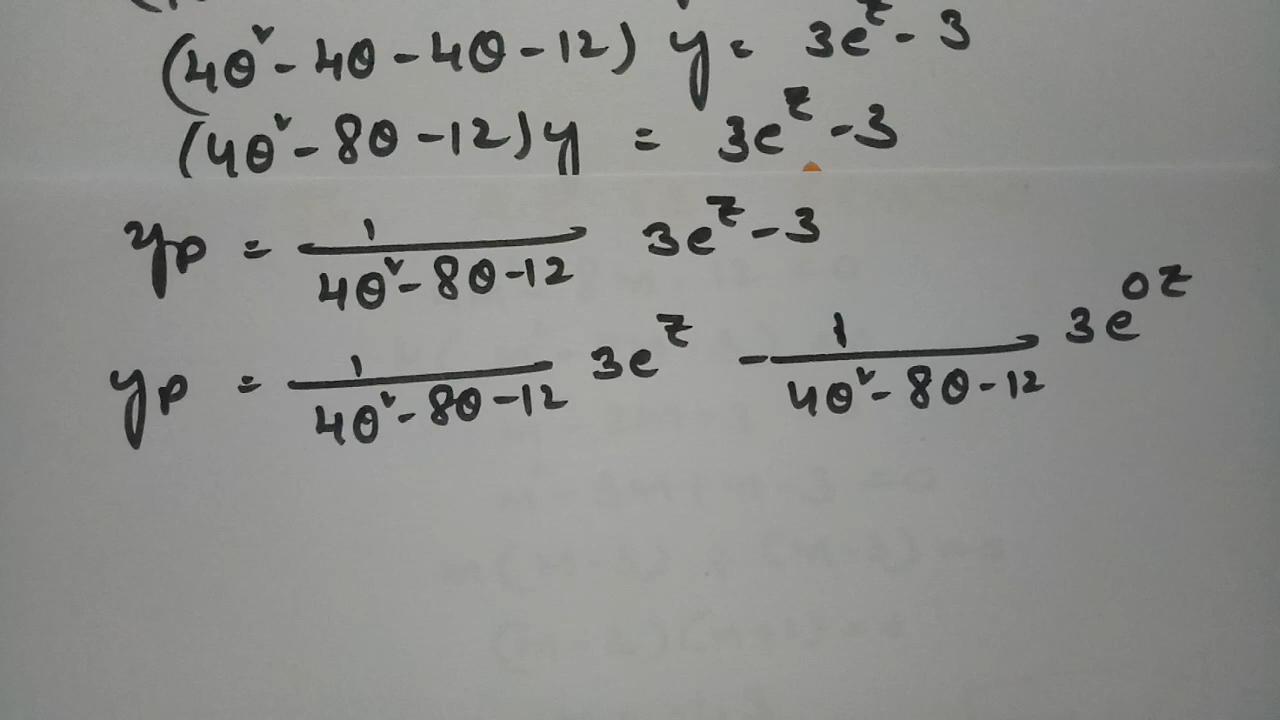 (4θ² - 4θ - 4θ - 12) y = 3e^z - 3
(4θ² - 8θ - 12) y = 3e^z - 3
yp = 1/(4θ² - 8θ - 12) 3e^z - 3
yp = 1/(4θ² - 8θ - 12) 3e^z - 1/(4θ² - 8θ - 12) 3e^{0z}